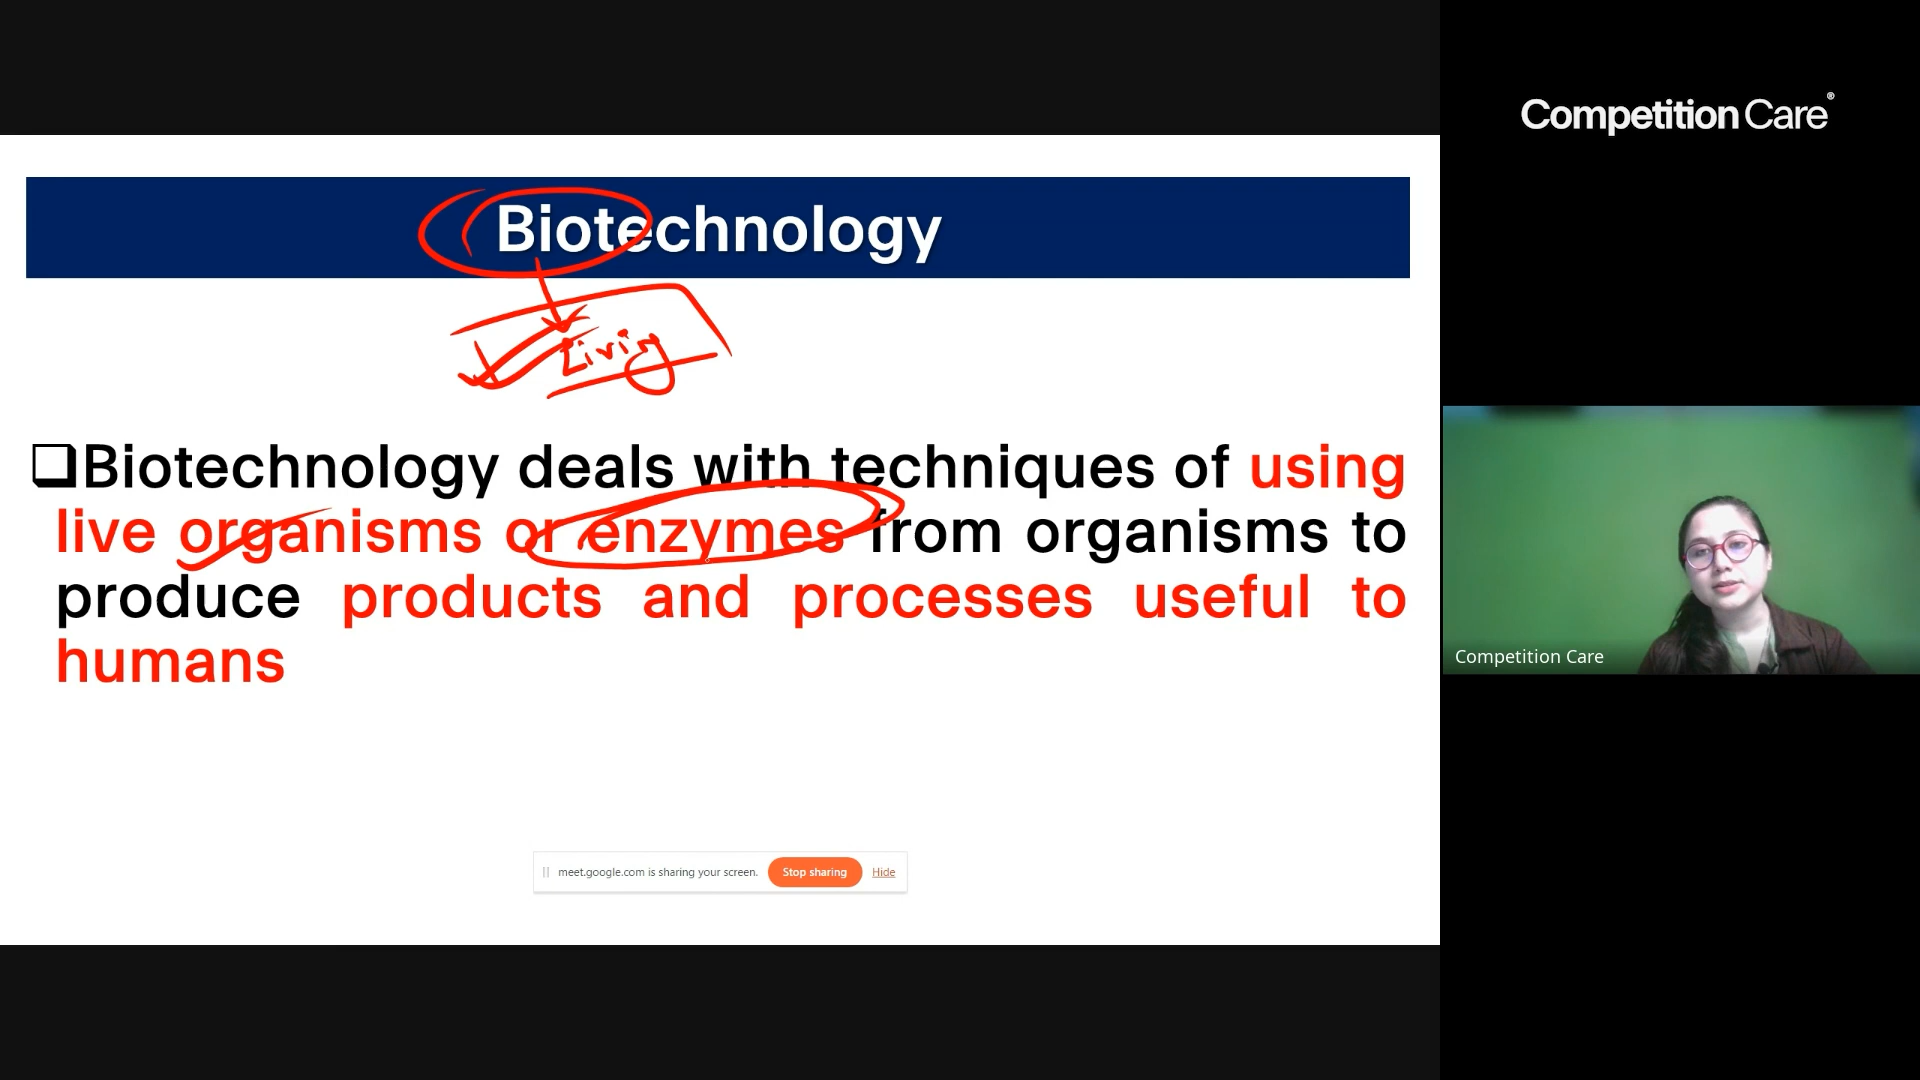 Competition Care®
Biotechnology
Living
❑Biotechnology deals with techniques of using
live organisms or enzymes from organisms to
produce products and processes useful to
humans
Competition Care
meet.google.com is sharing your screen. Stop sharing Hide